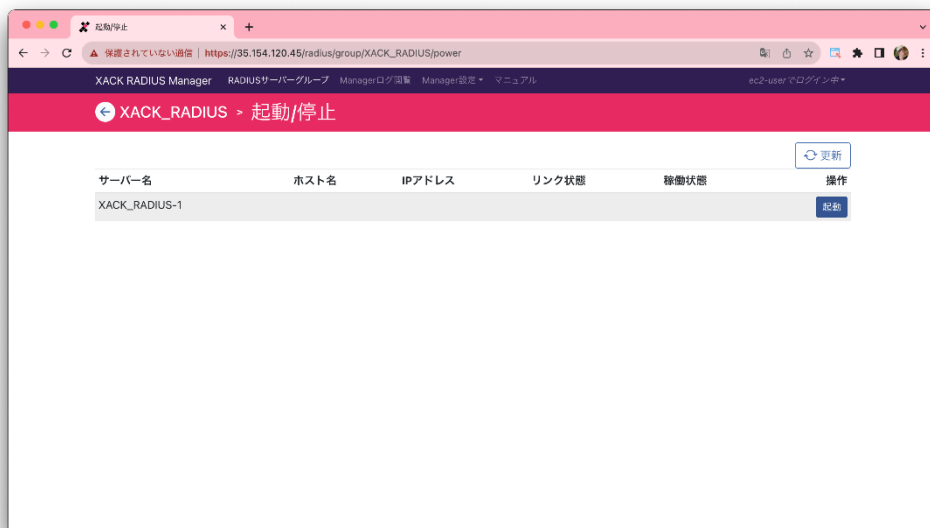 起動/停止
保護されていない通信 | https://35.154.120.45/radius/group/XACK_RADIUS/power
XACK RADIUS Manager RADIUSサーバーグループ Managerログ閲覧 Manager設定 マニュアル ec2-userでログイン中
XACK_RADIUS > 起動/停止
更新
サーバー名 ホスト名 IPアドレス リンク状態 稼働状態 操作
XACK_RADIUS-1 起動